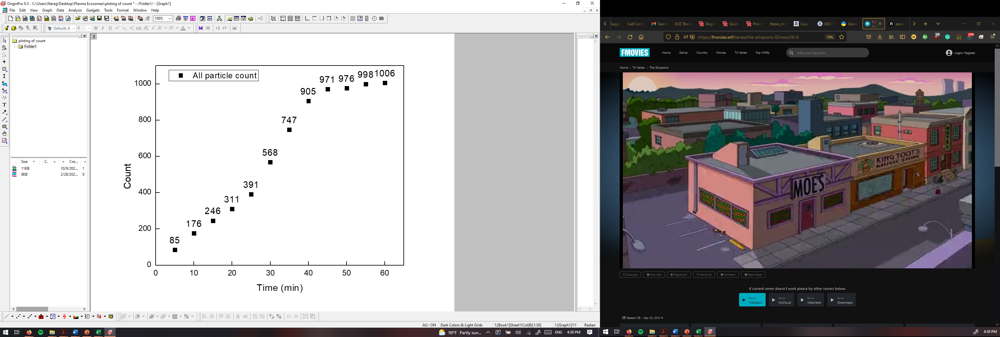 OriginPro 8.5 - C:\Users\Nareg\Desktop\Plasma Exosomes\ploting of count * - /Folder1/ - [Graph1]
File Edit View Graph Data Analysis Gadgets Tools Format Window Help
100%
Default: A 0 B I U
ploting of count
Folder1
Size C. Cre...
11KB 10/9/202... 1
8KB 2/28/202... 0
1
All particle count
1000
800
600
400
200
0
Count
85
176
246
311
391
568
747
905
971
976
998
1006
0 10 20 30 40 50 60
Time (min)
AU : ON Dark Colors & Light Grids 1:[Book1]Sheet1!Col(B)[1:30] 1:[Graph1]1!1 Radian
90°F Partly sun... ENG 4:38 PM
Sugge Call Confi Searc ECE These Degre Gradu Proce thesis_dis Case USCIS Gram FM exoso
https://fmovies.wtf/series/the-simpsons-82nwv/26-8 70% 29 290
FMOVIES Home Genre Country Movies TV-Series Top IMDb Enter your keywords... Login/ Register
Home / TV-Series / The Simpsons
MOE'S
KING TOOT'S
MUSIC STORE
HOTEL
Auto play Auto next Toggle light Add to list Comment Report Issue
If current server doesn't work please try other servers below.
Server Vidstream
Server MyCloud
Server VideoVard
Server Streamtape
Season 26 - Sep 28, 2014
4:38 PM